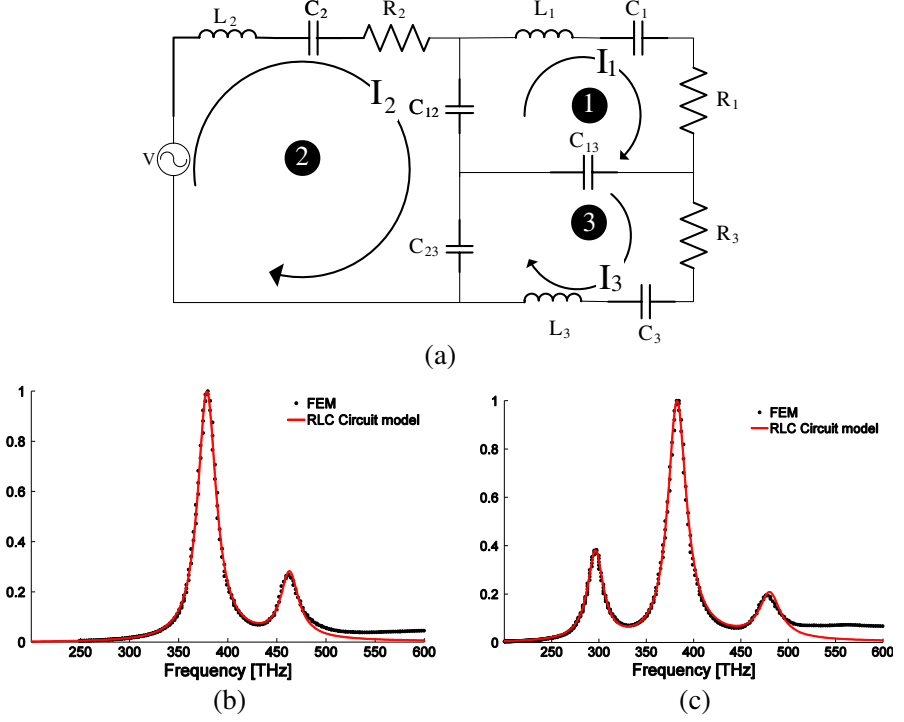 L2 C2 R2 L1 C1
I1
R1
I2 C12 1
C13
V 2
3
C23 R3
I3
L3 C3
(a)
1
0.8
0.6
0.4
0.2
0
250 300 350 400 450 500 550 600
Frequency [THz]
FEM
RLC Circuit model
(b)
1
0.8
0.6
0.4
0.2
0
250 300 350 400 450 500 550 600
Frequency [THz]
FEM
RLC Circuit model
(c)